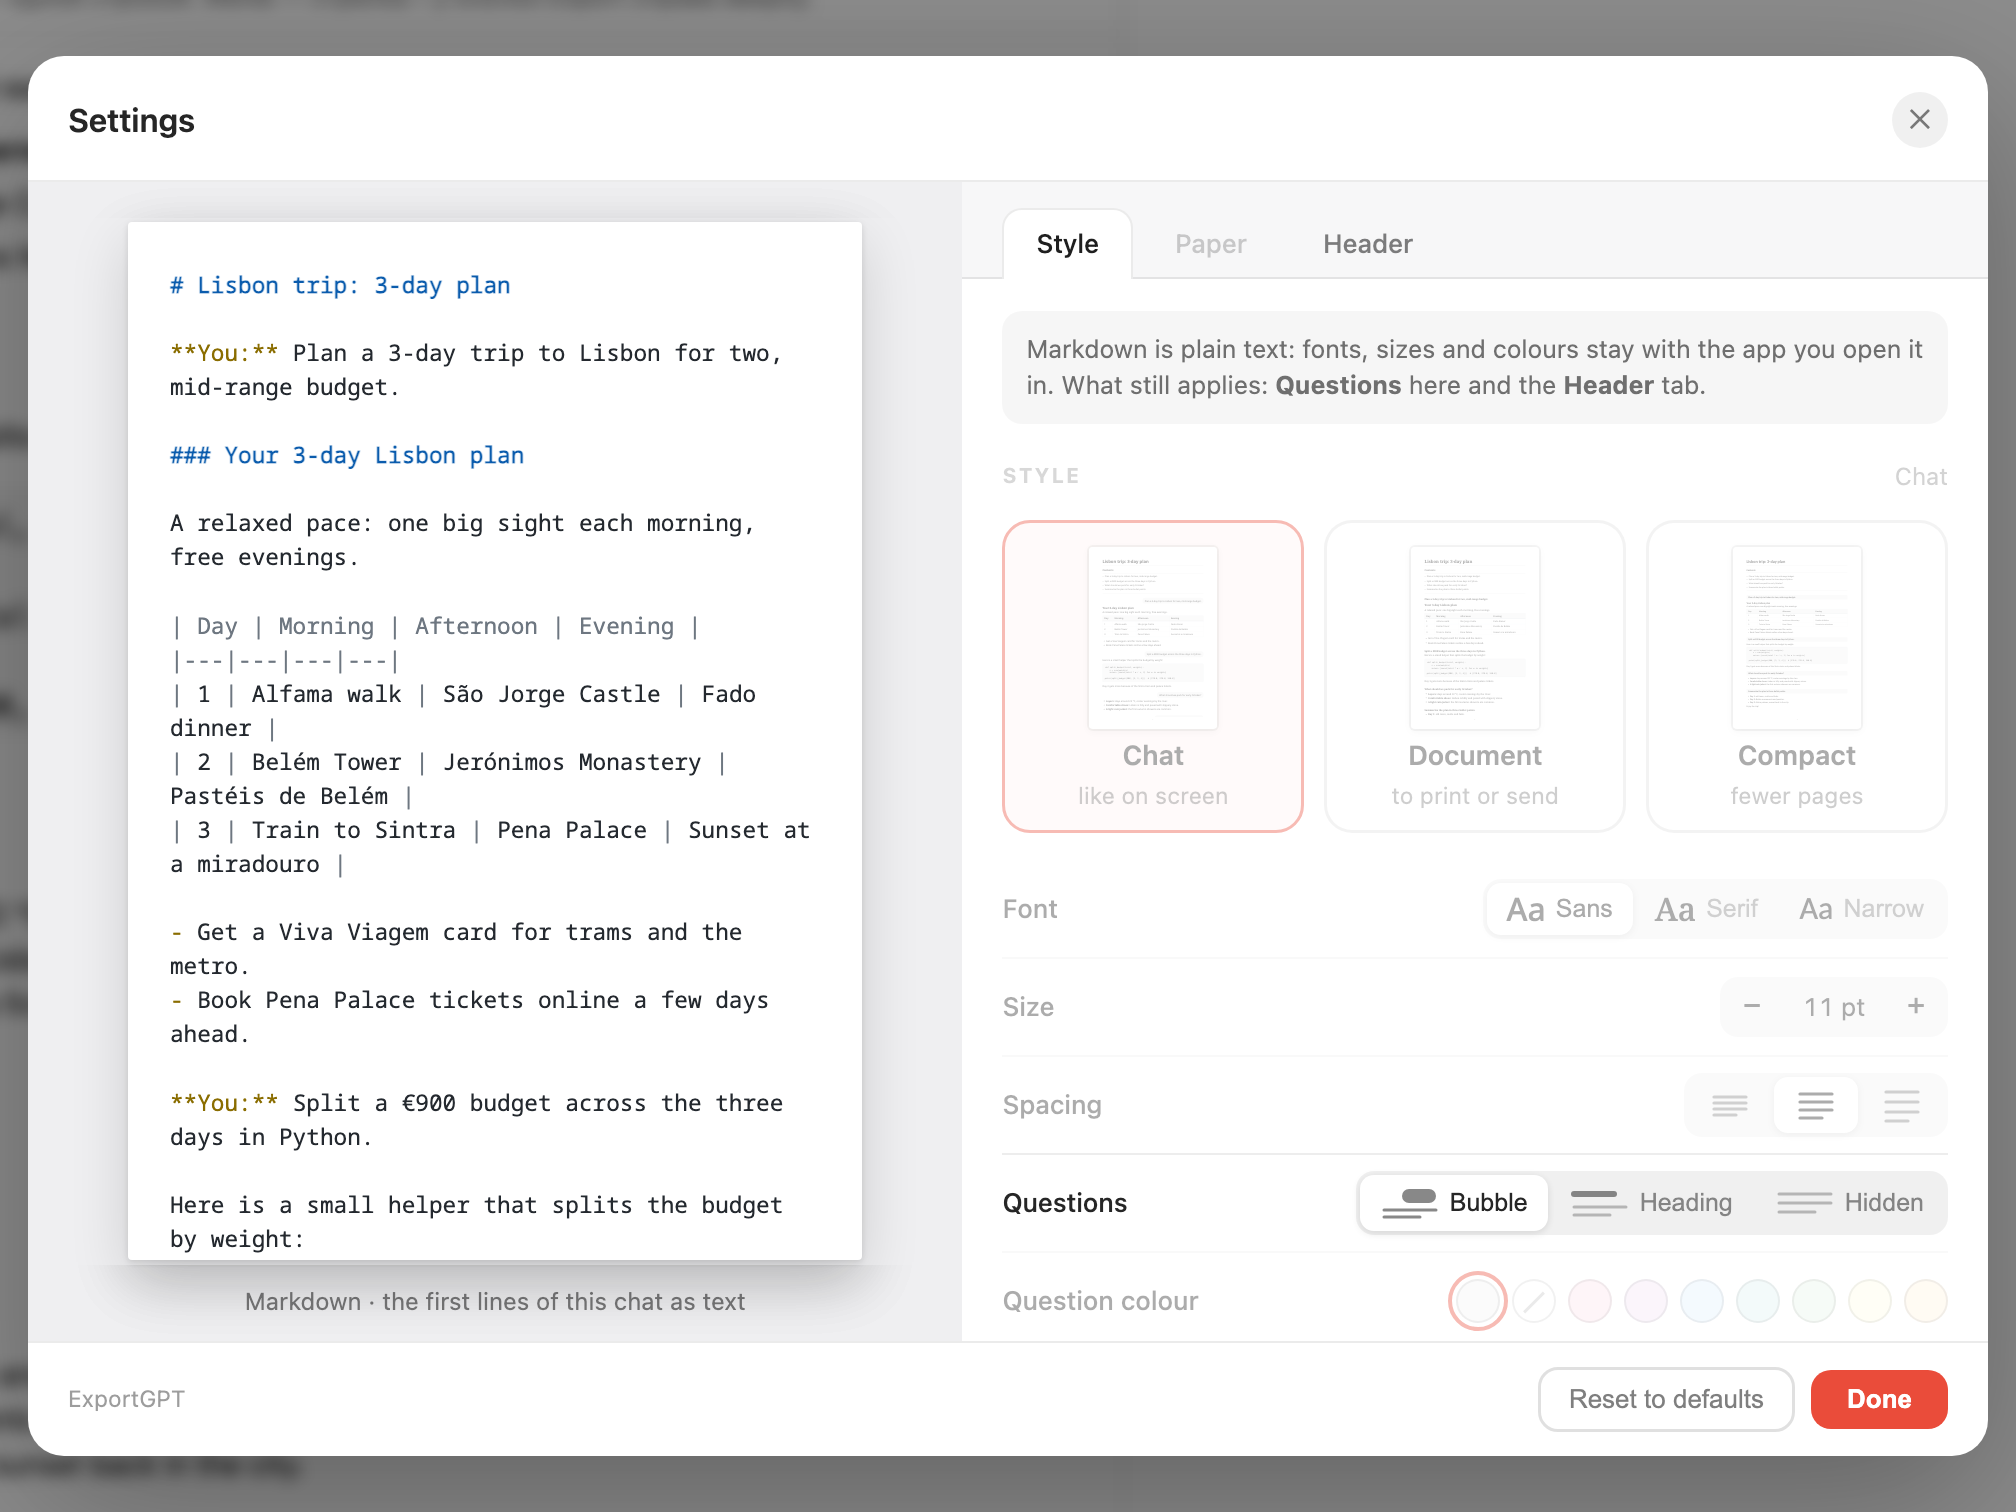 Settings
# Lisbon trip: 3-day plan
**You:** Plan a 3-day trip to Lisbon for two,
mid-range budget.
### Your 3-day Lisbon plan
A relaxed pace: one big sight each morning,
free evenings.
| Day | Morning | Afternoon | Evening |
|---|---|---|---|
| 1 | Alfama walk | São Jorge Castle | Fado
dinner |
| 2 | Belém Tower | Jerónimos Monastery |
Pastéis de Belém |
| 3 | Train to Sintra | Pena Palace | Sunset at
a miradouro |
- Get a Viva Viagem card for trams and the
metro.
- Book Pena Palace tickets online a few days
ahead.
**You:** Split a €900 budget across the three
days in Python.
Here is a small helper that splits the budget
by weight:
Markdown · the first lines of this chat as text
Style Paper Header
Markdown is plain text: fonts, sizes and colours stay with the app you open it
in. What still applies: Questions here and the Header tab.
STYLE Chat
Chat
like on screen
Document
to print or send
Compact
fewer pages
Font Aa Sans Aa Serif Aa Narrow
Size − 11 pt +
Spacing
Questions Bubble Heading Hidden
Question colour
ExportGPT Reset to defaults Done